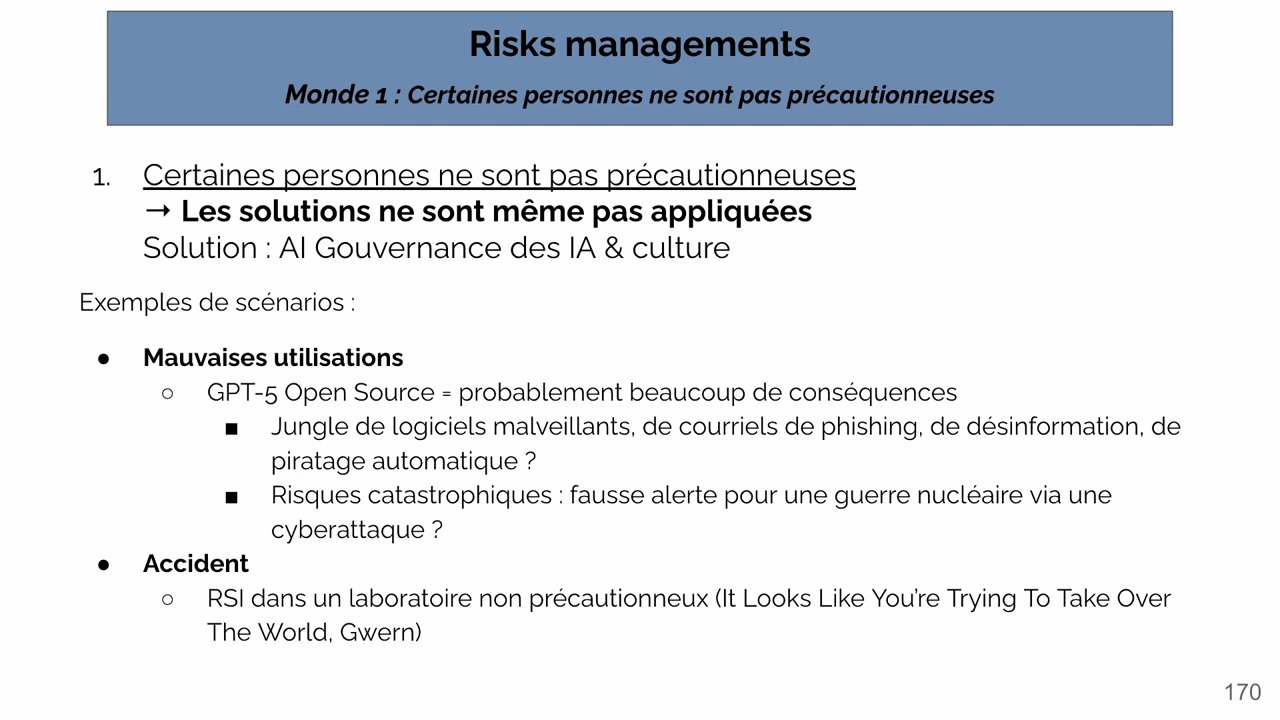 Risks managements
Monde 1 : Certaines personnes ne sont pas précautionneuses
1. Certaines personnes ne sont pas précautionneuses
→ Les solutions ne sont même pas appliquées
Solution : AI Gouvernance des IA & culture
Exemples de scénarios :
● Mauvaises utilisations
○ GPT-5 Open Source = probablement beaucoup de conséquences
■ Jungle de logiciels malveillants, de courriels de phishing, de désinformation, de
piratage automatique ?
■ Risques catastrophiques : fausse alerte pour une guerre nucléaire via une
cyberattaque ?
● Accident
○ RSI dans un laboratoire non précautionneux (It Looks Like You're Trying To Take Over
The World, Gwern)
170